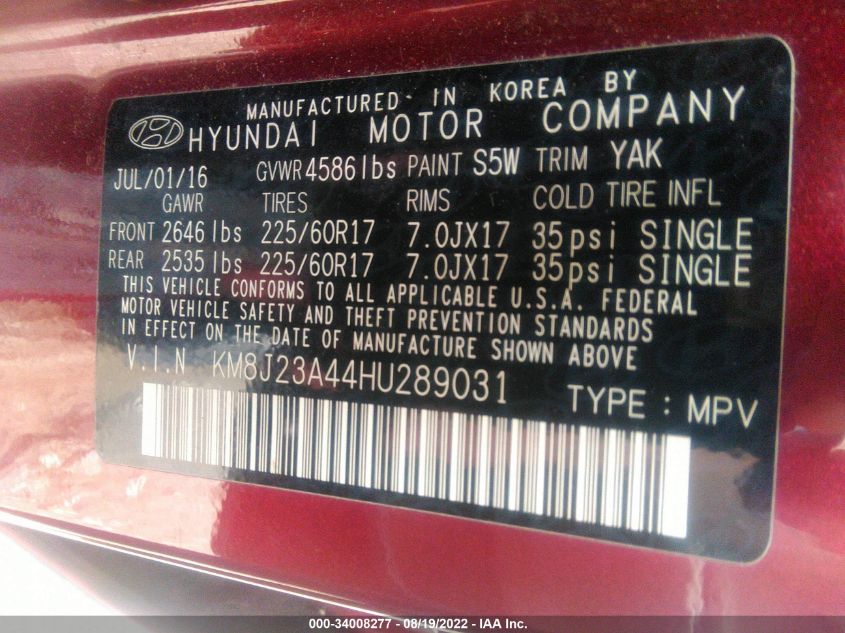 MANUFACTURED IN KOREA BY
HYUNDAI MOTOR COMPANY
JUL/01/16 GVWR 4586 lbs PAINT S5W TRIM YAK
GAWR TIRES RIMS COLD TIRE INFL
FRONT 2646 lbs 225/60R17 7.0JX17 35psi SINGLE
REAR 2535 lbs 225/60R17 7.0JX17 35psi SINGLE
THIS VEHICLE CONFORMS TO ALL APPLICABLE U.S.A. FEDERAL
MOTOR VEHICLE SAFETY AND THEFT PREVENTION STANDARDS
IN EFFECT ON THE DATE OF MANUFACTURE SHOWN ABOVE.
V.I.N KM8J23A44HU289031
TYPE : MPV
000-34008277 - 08/19/2022 - IAA Inc.